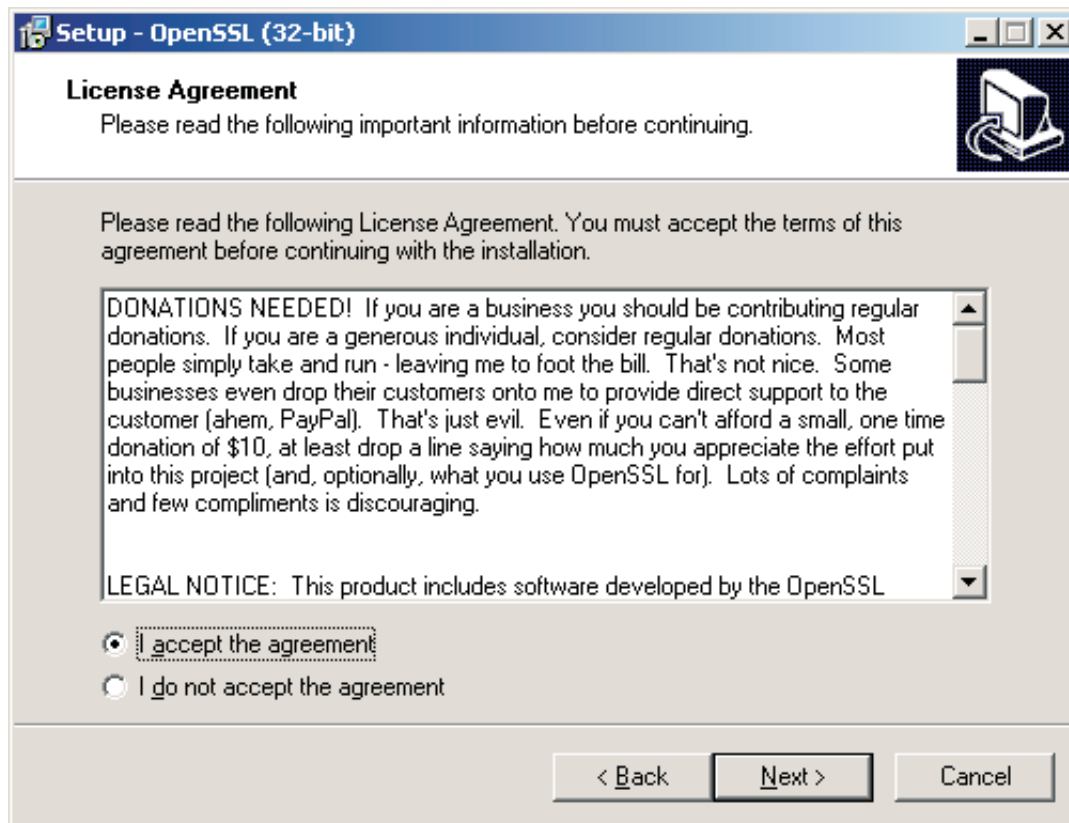 Setup - OpenSSL (32-bit)
License Agreement
Please read the following important information before continuing.
Please read the following License Agreement. You must accept the terms of this
agreement before continuing with the installation.
DONATIONS NEEDED!  If you are a business you should be contributing regular
donations.  If you are a generous individual, consider regular donations.  Most
people simply take and run - leaving me to foot the bill.  That's not nice.  Some
businesses even drop their customers onto me to provide direct support to the
customer (ahem, PayPal).  That's just evil.  Even if you can't afford a small, one time
donation of $10, at least drop a line saying how much you appreciate the effort put
into this project (and, optionally, what you use OpenSSL for).  Lots of complaints
and few compliments is discouraging.
LEGAL NOTICE:  This product includes software developed by the OpenSSL
I accept the agreement
I do not accept the agreement
< Back Next > Cancel